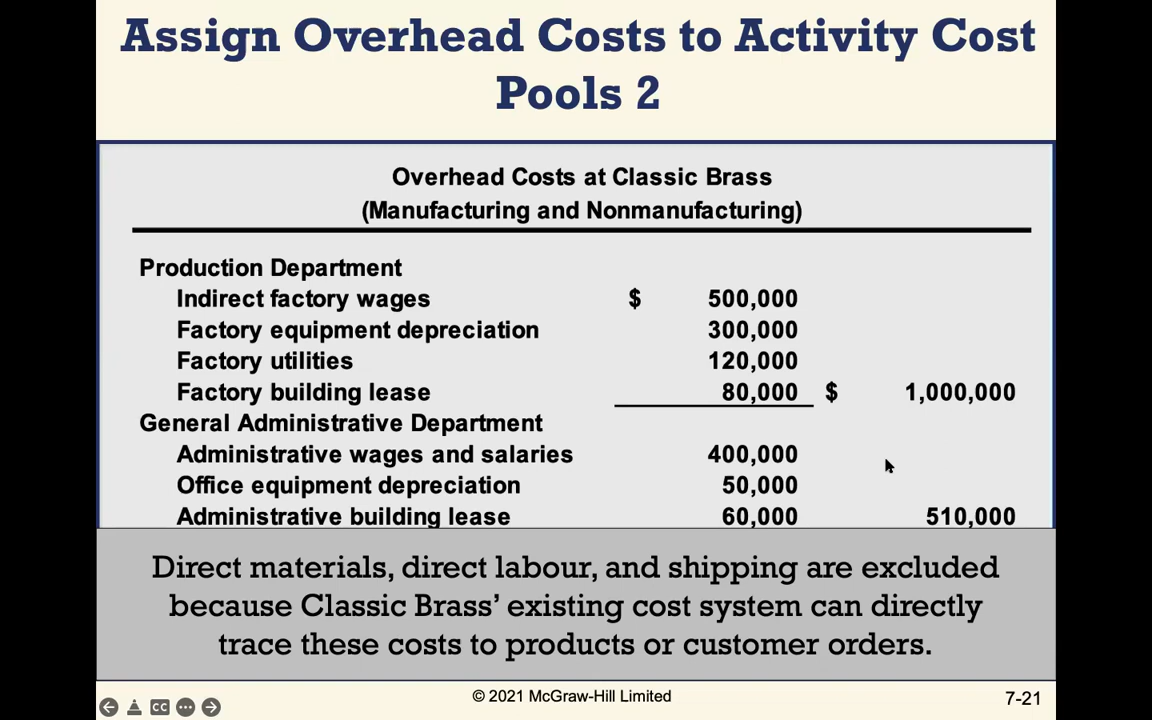 Assign Overhead Costs to Activity Cost
Pools 2
Overhead Costs at Classic Brass
(Manufacturing and Nonmanufacturing)
Production Department
Indirect factory wages $ 500,000
Factory equipment depreciation 300,000
Factory utilities 120,000
Factory building lease 80,000 $ 1,000,000
General Administrative Department
Administrative wages and salaries 400,000
Office equipment depreciation 50,000
Administrative building lease 60,000 510,000
Direct materials, direct labour, and shipping are excluded
because Classic Brass’ existing cost system can directly
trace these costs to products or customer orders.
CC
© 2021 McGraw-Hill Limited
7-21